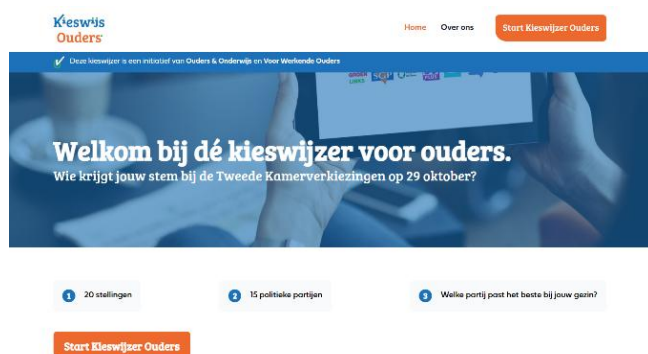 Kieswijs
Ouders
Home Over ons Start Kieswijzer Ouders
Deze kieswijzer is een initiatief van Ouders & Onderwijs en Voor Werkende Ouders
SGP
Welkom bij dé kieswijzer voor ouders.
Wie krijgt jouw stem bij de Tweede Kamerverkiezingen op 29 oktober?
1 20 stellingen 2 15 politieke partijen 3 Welke partij past het beste bij jouw gezin?
Start Kieswijzer Ouders